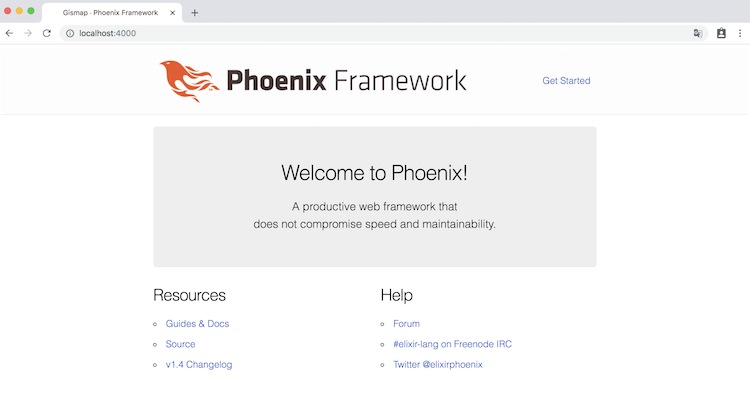 Gismap · Phoenix Framework
localhost:4000
Phoenix Framework
Get Started
Welcome to Phoenix!
A productive web framework that
does not compromise speed and maintainability.
Resources
Guides & Docs
Source
v1.4 Changelog
Help
Forum
#elixir-lang on Freenode IRC
Twitter @elixirphoenix